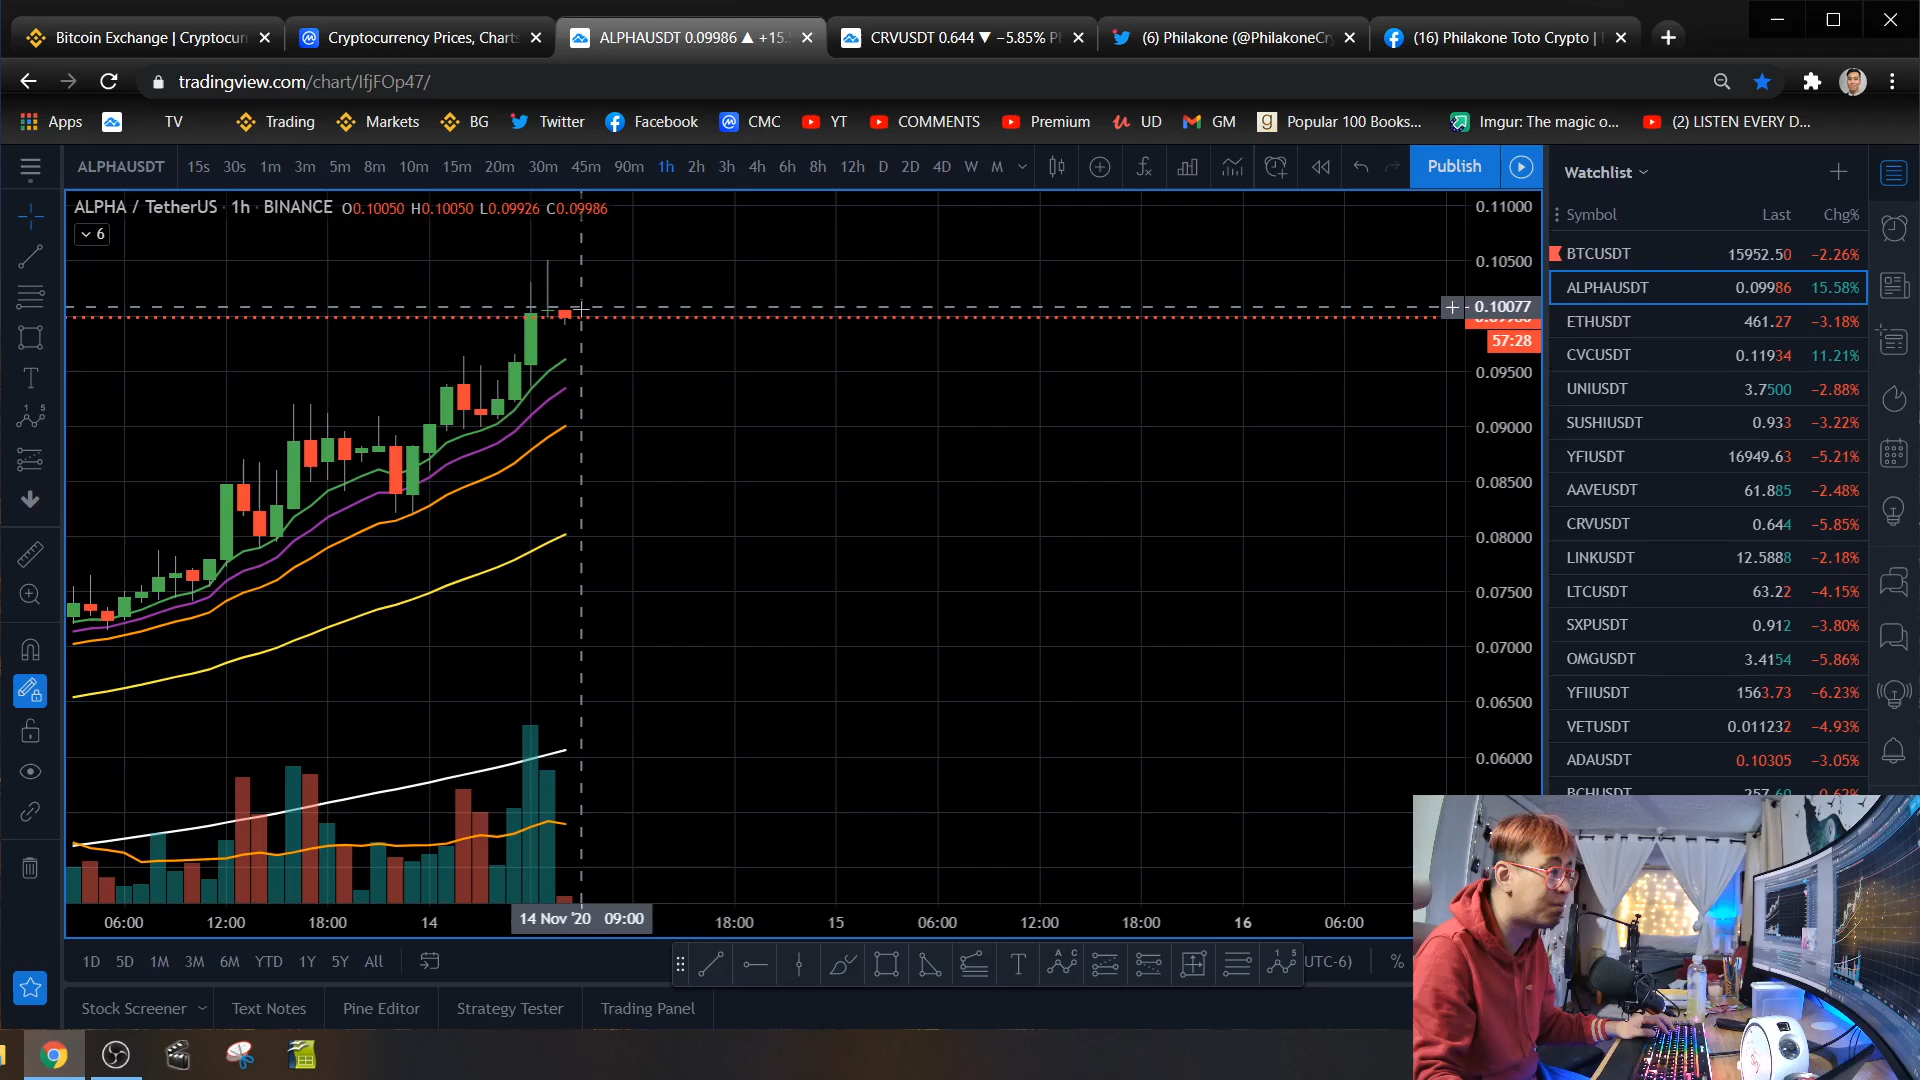 Bitcoin Exchange | Cryptocurr
Cryptocurrency Prices, Charts
ALPHAUSDT 0.09986 ▲ +15.
CRVUSDT 0.644 ▼ −5.85% Ph
(6) Philakone (@PhilakoneCry
(16) Philakone Toto Crypto |
tradingview.com/chart/IfjFOp47/
Apps TV Trading Markets BG Twitter Facebook CMC YT COMMENTS Premium UD GM Popular 100 Books... Imgur: The magic o... (2) LISTEN EVERY D...
ALPHAUSDT 15s 30s 1m 3m 5m 8m 10m 15m 20m 30m 45m 90m 1h 2h 3h 4h 6h 8h 12h D 2D 4D W M Publish
ALPHA / TetherUS · 1h · BINANCE O0.10050 H0.10050 L0.09926 C0.09986
6
0.11000
0.10500
0.10077
57:28
0.09500
0.09000
0.08500
0.08000
0.07500
0.07000
0.06500
0.06000
06:00 12:00 18:00 14 14 Nov '20 09:00 18:00 15 06:00 12:00 18:00 16 06:00
1D 5D 1M 3M 6M YTD 1Y 5Y All UTC-6) %
Stock Screener Text Notes Pine Editor Strategy Tester Trading Panel
Watchlist
Symbol Last Chg%
BTCUSDT 15952.50 −2.26%
ALPHAUSDT 0.09986 15.58%
ETHUSDT 461.27 −3.18%
CVCUSDT 0.11934 11.21%
UNIUSDT 3.7500 −2.88%
SUSHIUSDT 0.933 −3.22%
YFIUSDT 16949.63 −5.21%
AAVEUSDT 61.885 −2.48%
CRVUSDT 0.644 −5.85%
LINKUSDT 12.5888 −2.18%
LTCUSDT 63.22 −4.15%
SXPUSDT 0.912 −3.80%
OMGUSDT 3.4154 −5.86%
YFIIUSDT 1563.73 −6.23%
VETUSDT 0.011232 −4.93%
ADAUSDT 0.10305 −3.05%
BCHUSDT 257.60 −0.62%